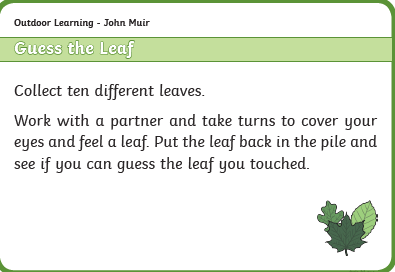 Outdoor Learning - John Muir
Guess the Leaf
Collect ten different leaves.
Work with a partner and take turns to cover your
eyes and feel a leaf. Put the leaf back in the pile and
see if you can guess the leaf you touched.